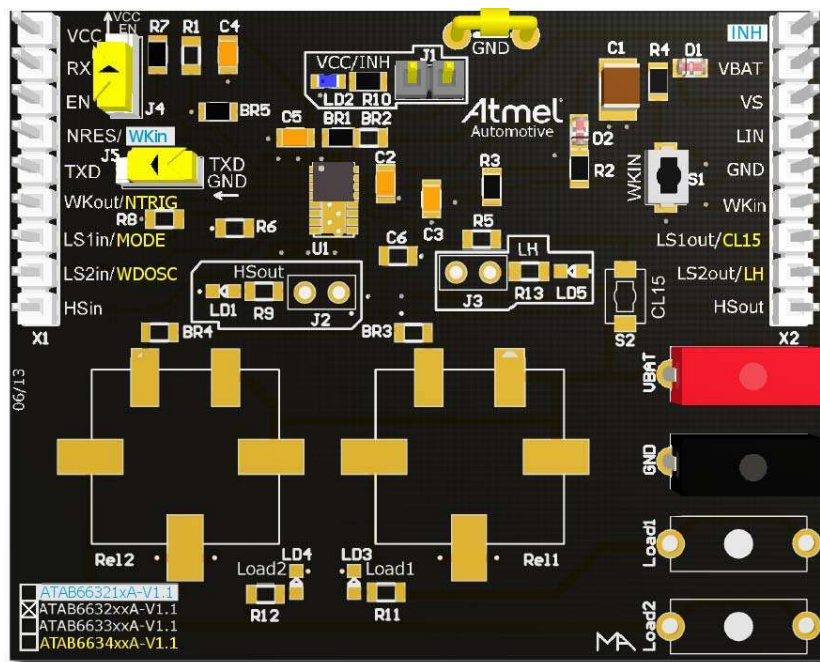 VCC
EN
VCC
RX
EN
NRES/ WKin
TXD
WKout/NTRIG
LS1in/MODE
LS2in/WDOSC
HSin
X1
R7
R1
C4
J4
BR5
J5
TXD
GND
R8
R6
VCC/INH
J1
LD2
R10
GND
Atmel
Automotive
C5
BR1
BR2
C2
C3
R3
U1
R5
C6
C1
R4
D1
D2
R2
WKIN
S1
INH
VBAT
VS
LIN
GND
WKin
LS1out/CL15
LS2out/LH
HSout
X2
HSout
LD1
R9
J2
LH
J3
R13
LD5
CL15
S2
BR4
BR3
06/13
VBAT
GND
Load1
Load2
Rel2
Rel1
LD4
LD3
Load2
Load1
R12
R11
ATAB66321xA-V1.1
ATAB6632xxA-V1.1
ATAB6633xxA-V1.1
ATAB6634xxA-V1.1
MA